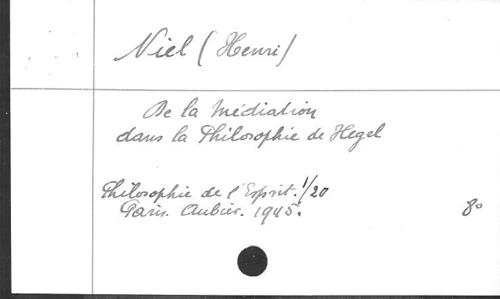 Niel (Henri)
De la Médiation
dans la Philosophie de Hegel
Philosophie de l'Esprit. 1/20
Paris. Aubier. 1945.
8°